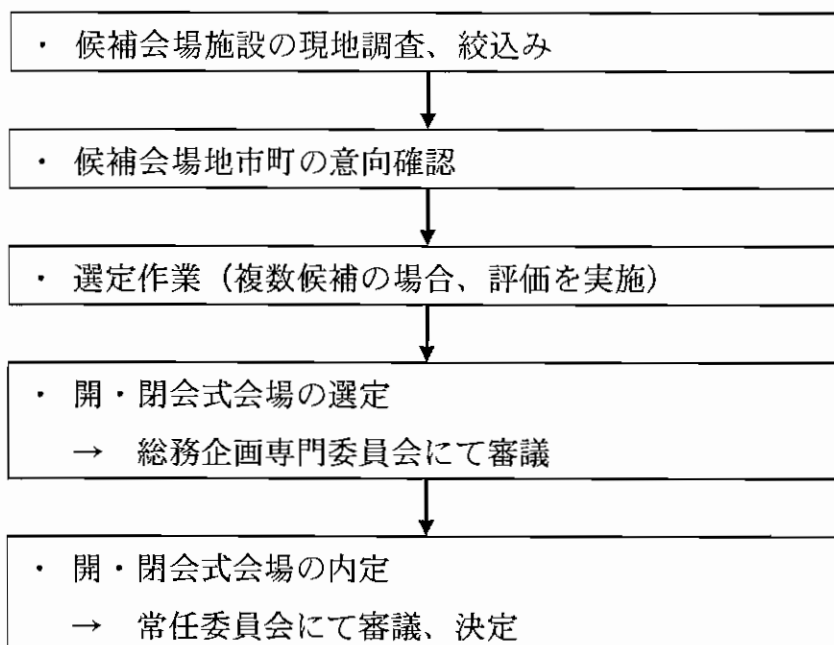 ・ 候補会場施設の現地調査、絞込み
・ 候補会場地市町の意向確認
・ 選定作業（複数候補の場合、評価を実施）
・ 開・閉会式会場の選定
→ 総務企画専門委員会にて審議
・ 開・閉会式会場の内定
→ 常任委員会にて審議、決定